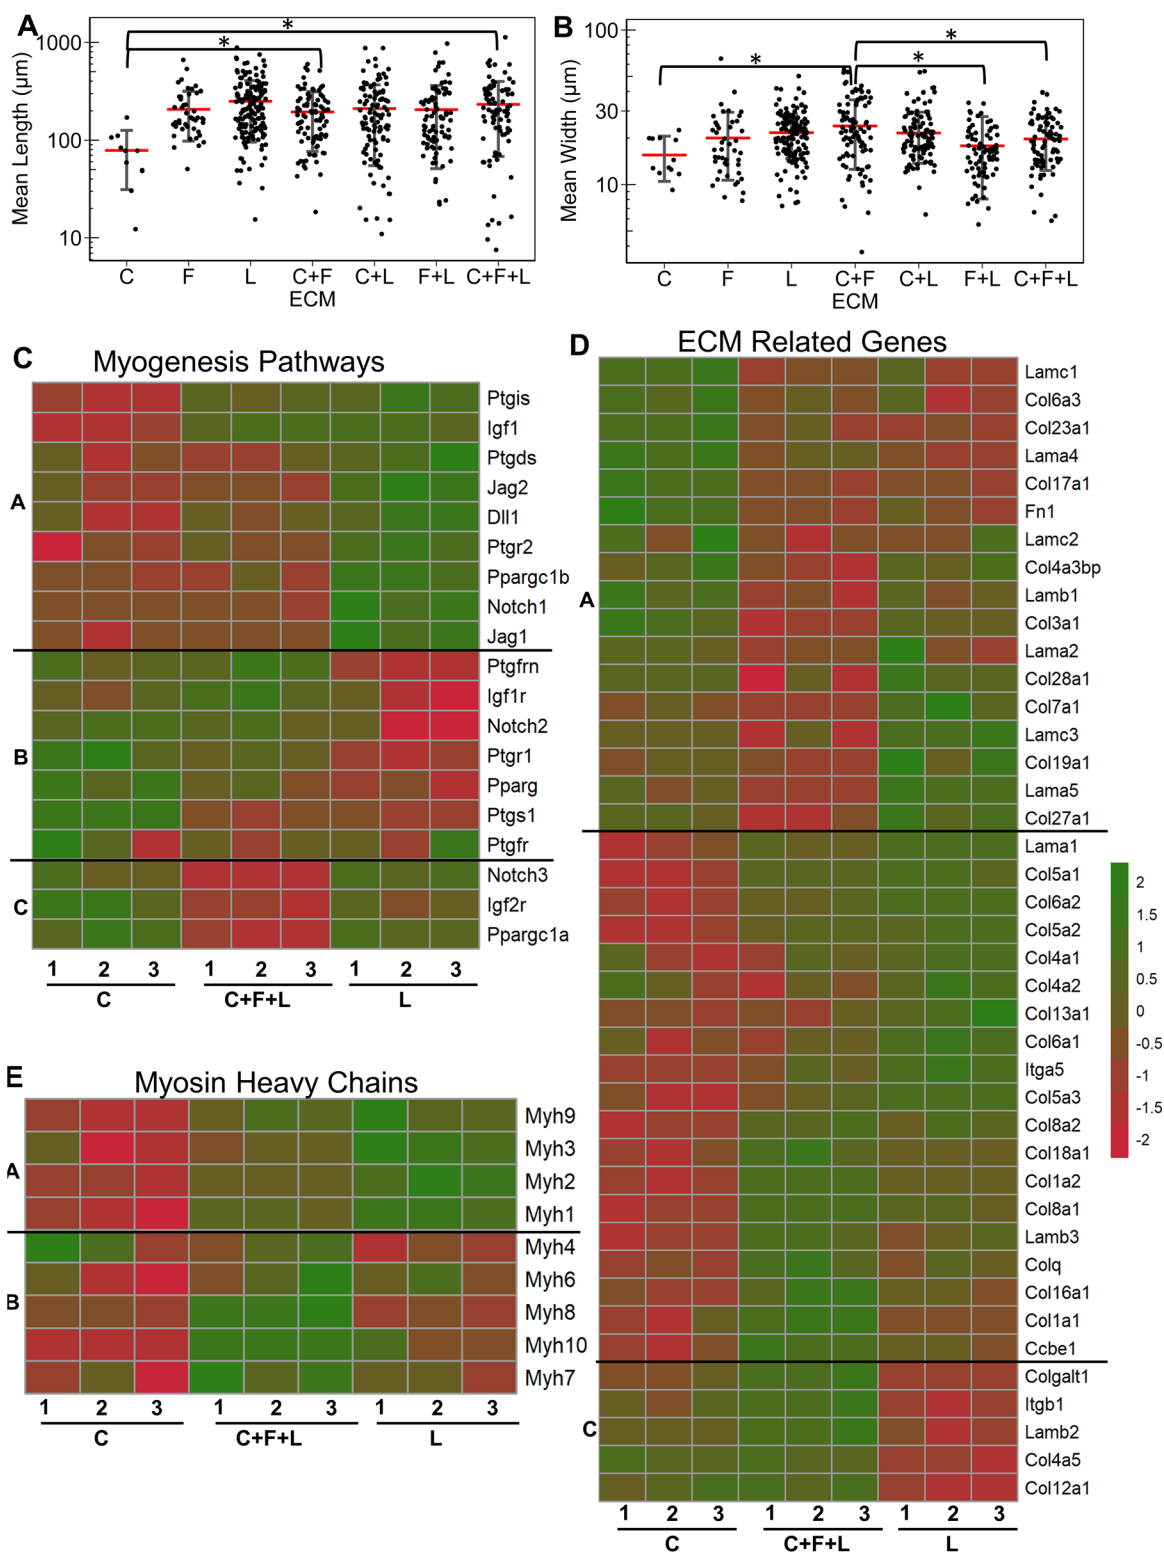 A
B
*
*
*
*
*
Mean Length (µm)
1000
100
10
C F L C+F C+L F+L C+F+L
ECM
Mean Width (µm)
100
30
10
C F L C+F C+L F+L C+F+L
ECM
C
Myogenesis Pathways
A
Ptgis
Igf1
Ptgds
Jag2
Dll1
Ptgr2
Ppargc1b
Notch1
Jag1
B
Ptgfrn
Igf1r
Notch2
Ptgr1
Pparg
Ptgs1
Ptgfr
C
Notch3
Igf2r
Ppargc1a
1 2 3 1 2 3 1 2 3
C C+F+L L
D
ECM Related Genes
A
Lamc1
Col6a3
Col23a1
Lama4
Col17a1
Fn1
Lamc2
Col4a3bp
Lamb1
Col3a1
Lama2
Col28a1
Col7a1
Lamc3
Col19a1
Lama5
Col27a1
Lama1
Col5a1
Col6a2
Col5a2
Col4a1
Col4a2
Col13a1
Col6a1
Itga5
Col5a3
Col8a2
Col18a1
Col1a2
Col8a1
Lamb3
Colq
Col16a1
Col1a1
Ccbe1
C
Colgalt1
Itgb1
Lamb2
Col4a5
Col12a1
1 2 3 1 2 3 1 2 3
C C+F+L L
2
1.5
1
0.5
0
-0.5
-1
-1.5
-2
E
Myosin Heavy Chains
A
Myh9
Myh3
Myh2
Myh1
B
Myh4
Myh6
Myh8
Myh10
Myh7
1 2 3 1 2 3 1 2 3
C C+F+L L